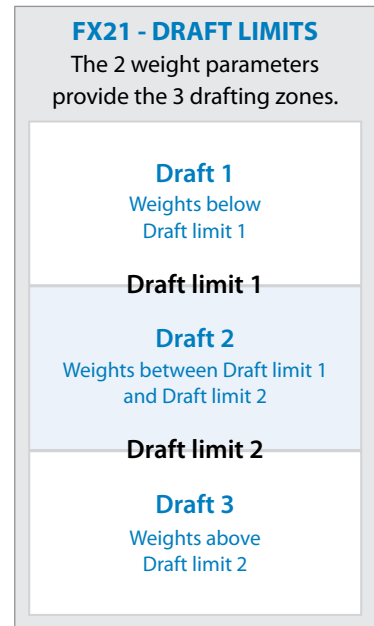 FX21 - DRAFT LIMITS
The 2 weight parameters
provide the 3 drafting zones.
Draft 1
Weights below
Draft limit 1
Draft limit 1
Draft 2
Weights between Draft limit 1
and Draft limit 2
Draft limit 2
Draft 3
Weights above
Draft limit 2